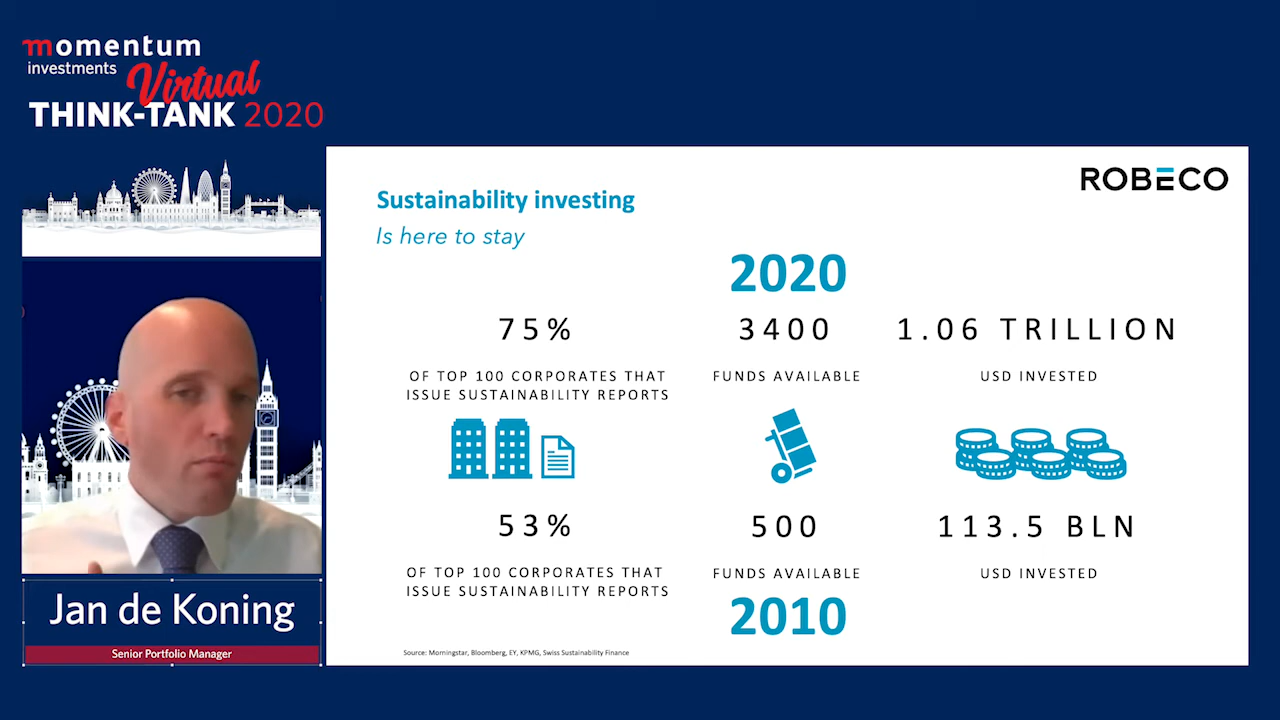 momentum
investments
Virtual
THINK-TANK 2020
ROBECO
Sustainability investing
Is here to stay
2020
75% 3400 1.06 TRILLION
OF TOP 100 CORPORATES THAT FUNDS AVAILABLE USD INVESTED
ISSUE SUSTAINABILITY REPORTS
53% 500 113.5 BLN
OF TOP 100 CORPORATES THAT FUNDS AVAILABLE USD INVESTED
ISSUE SUSTAINABILITY REPORTS
2010
Source: Morningstar, Bloomberg, EY, KPMG, Swiss Sustainability Finance
Jan de Koning
Senior Portfolio Manager